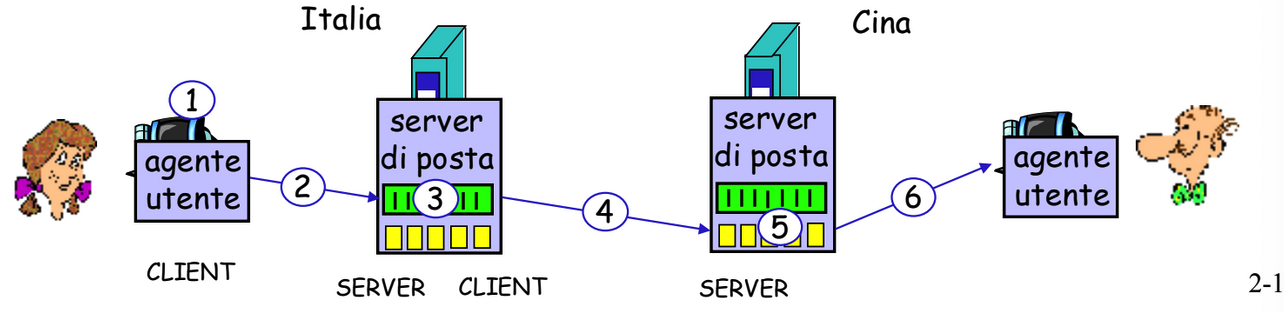 Italia
Cina
1
agente
utente
2
server
di posta
3
4
server
di posta
5
6
agente
utente
CLIENT
SERVER
CLIENT
SERVER
2-1